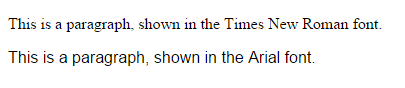 This is a paragraph, shown in the Times New Roman font.
This is a paragraph, shown in the Arial font.